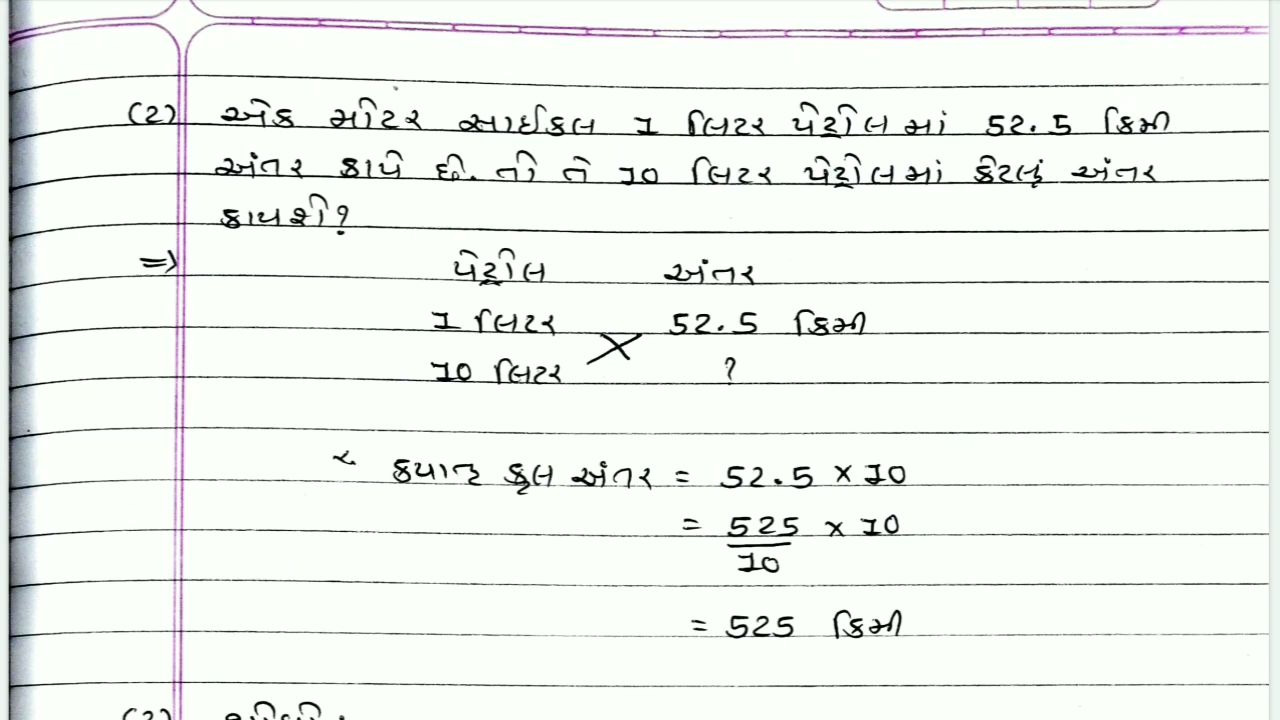 (2) એક મોટર સાઈકલ 1 લિટર પેટ્રોલમાં 52.5 કિમી
અંતર કાપે છે. તો તે 10 લિટર પેટ્રોલમાં કેટલું અંતર
કાપશે?
⇒ પેટ્રોલ અંતર
1 લિટર 52.5 કિમી
10 લિટર ?
કુલ અંતર = 52.5 × 10
= 525/10 × 10
= 525 કિમી